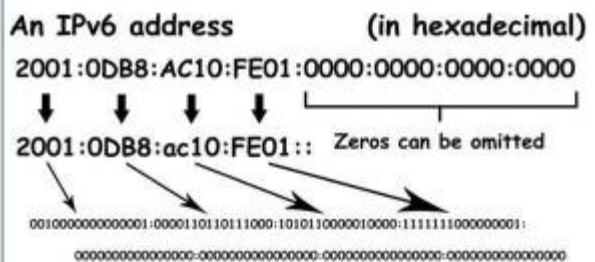 An IPv6 address (in hexadecimal)
2001:0DB8:AC10:FE01:0000:0000:0000:0000
2001:0DB8:ac10:FE01:: Zeros can be omitted
0010000000000001:0000110110111000:1010110000010000:1111111000000001:
0000000000000000:0000000000000000:0000000000000000:0000000000000000